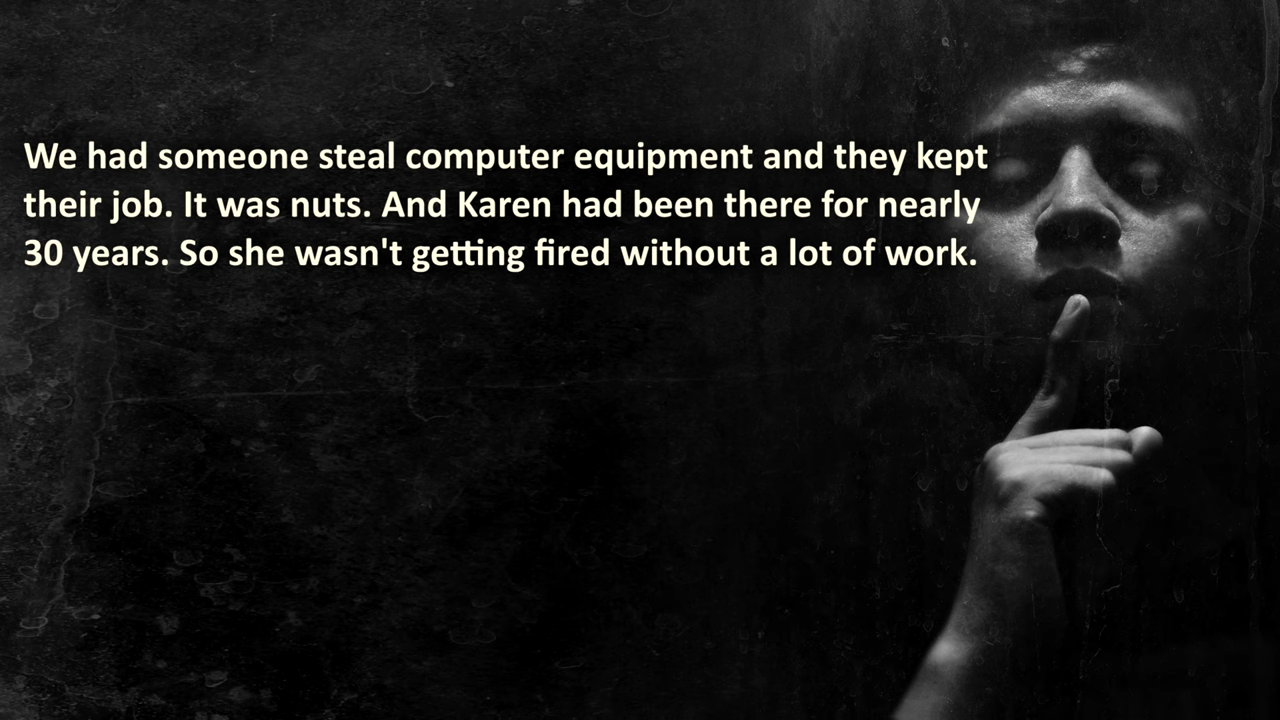 We had someone steal computer equipment and they kept
their job. It was nuts. And Karen had been there for nearly
30 years. So she wasn't getting fired without a lot of work.